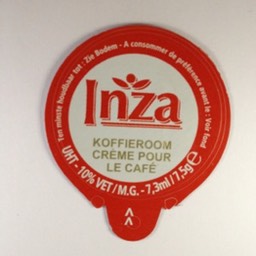 Ten minste houdbaar tot : Zie Bodem - A consommer de préférence avant le : Voir fond
Inza
KOFFIEROOM
CRÈME POUR
LE CAFÉ
UHT - 10% VET / M.G. - 7,3ml / 7,5g ℮